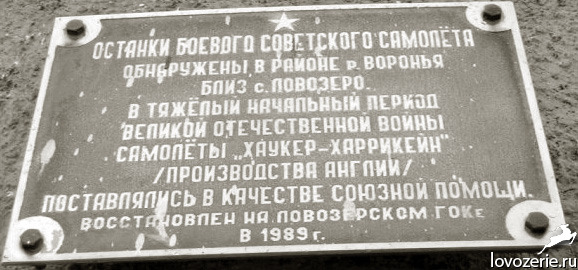 ОСТАНКИ БОЕВОГО СОВЕТСКОГО САМОЛЁТА
ОБНАРУЖЕНЫ В РАЙОНЕ р. ВОРОНЬЯ
БЛИЗ с. ЛОВОЗЕРО.
В ТЯЖЁЛЫЙ НАЧАЛЬНЫЙ ПЕРИОД
ВЕЛИКОЙ ОТЕЧЕСТВЕННОЙ ВОЙНЫ
САМОЛЁТЫ „ХАУКЕР-ХАРРИКЕЙН"
/ПРОИЗВОДСТВА АНГЛИИ/
ПОСТАВЛЯЛИСЬ В КАЧЕСТВЕ СОЮЗНОЙ ПОМОЩИ.
ВОССТАНОВЛЕН НА ЛОВОЗЕРСКОМ ГОКе
В 1989 г.
lovozerie.ru